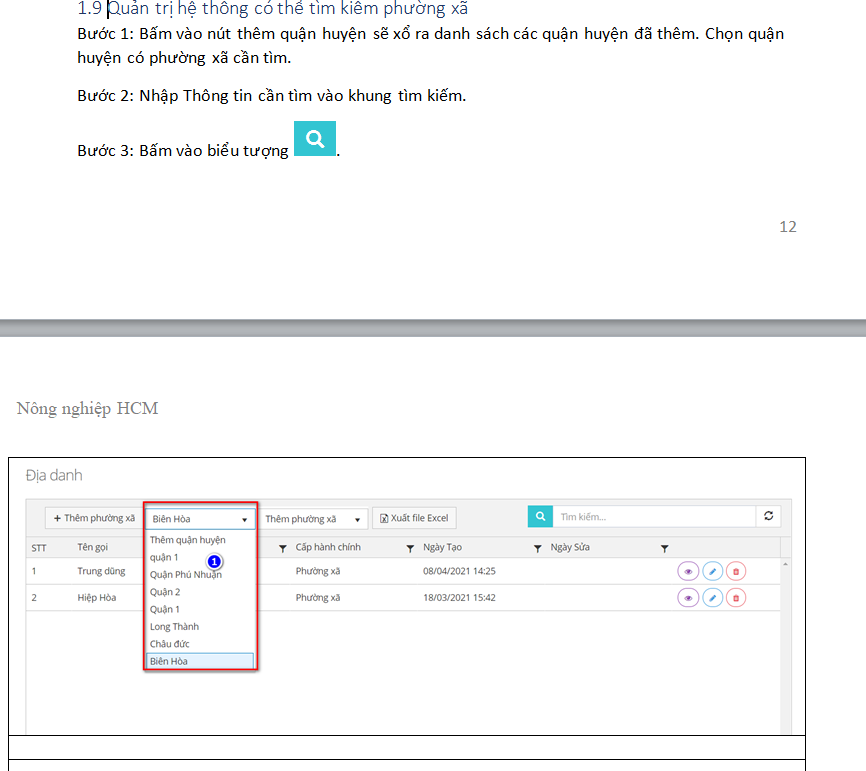 1.9 Quản trị hệ thông có thể tìm kiêm phường xã
Bước 1: Bấm vào nút thêm quận huyện sẽ xổ ra danh sách các quận huyện đã thêm. Chọn quận
huyện có phường xã cần tìm.
Bước 2: Nhập Thông tin cần tìm vào khung tìm kiếm.
Bước 3: Bấm vào biểu tượng .
12
Nông nghiệp HCM
Địa danh
+ Thêm phường xã Biên Hòa Thêm phường xã Xuất file Excel Tìm kiếm...
STT Tên gọi Cấp hành chính Ngày Tạo Ngày Sửa
1 Trung dũng Phường xã 08/04/2021 14:25
2 Hiệp Hòa Phường xã 18/03/2021 15:42
Thêm quận huyện
quận 1
1
Quận Phú Nhuận
Quận 2
Quận 1
Long Thành
Châu đức
Biên Hòa